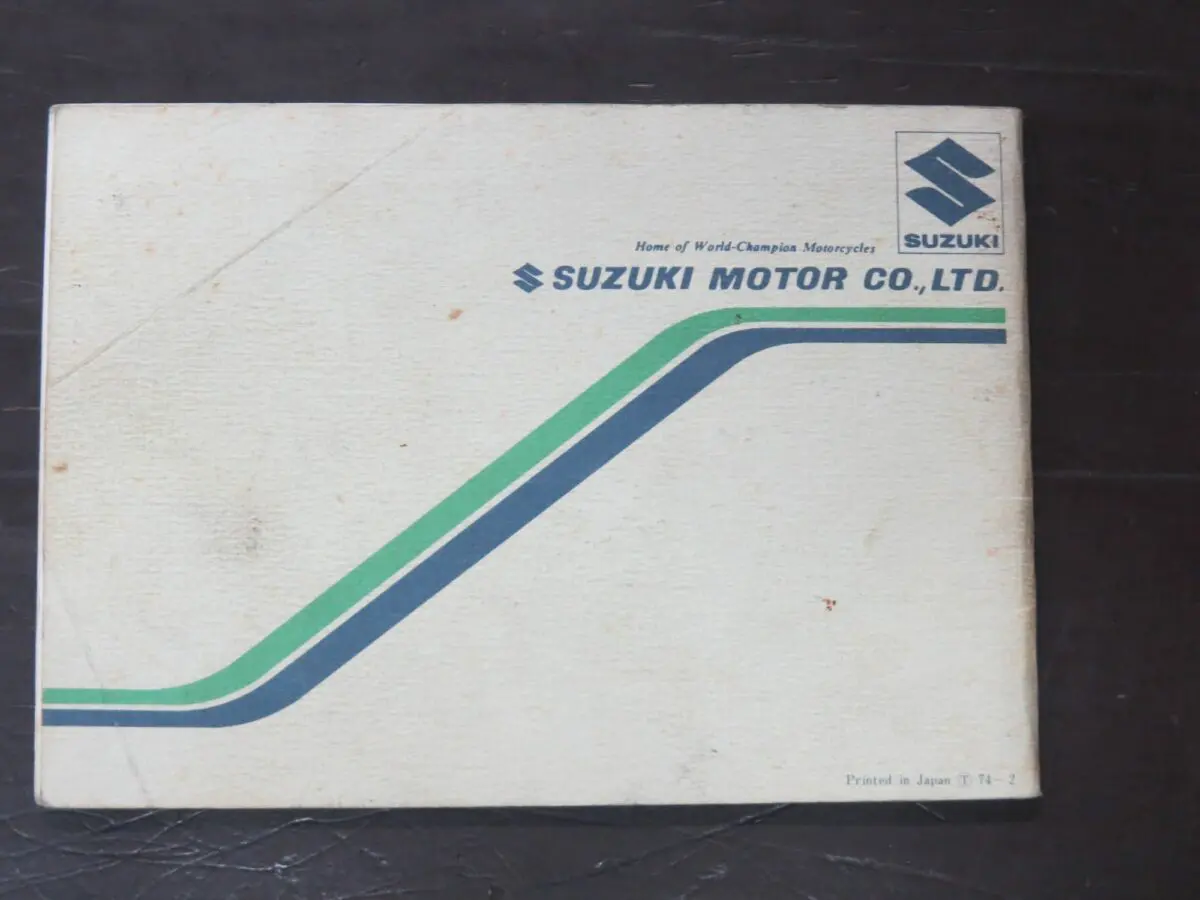 SUZUKI
Home of World-Champion Motorcycles
SUZUKI MOTOR CO.,LTD.
Printed in Japan Ⓣ 74-2